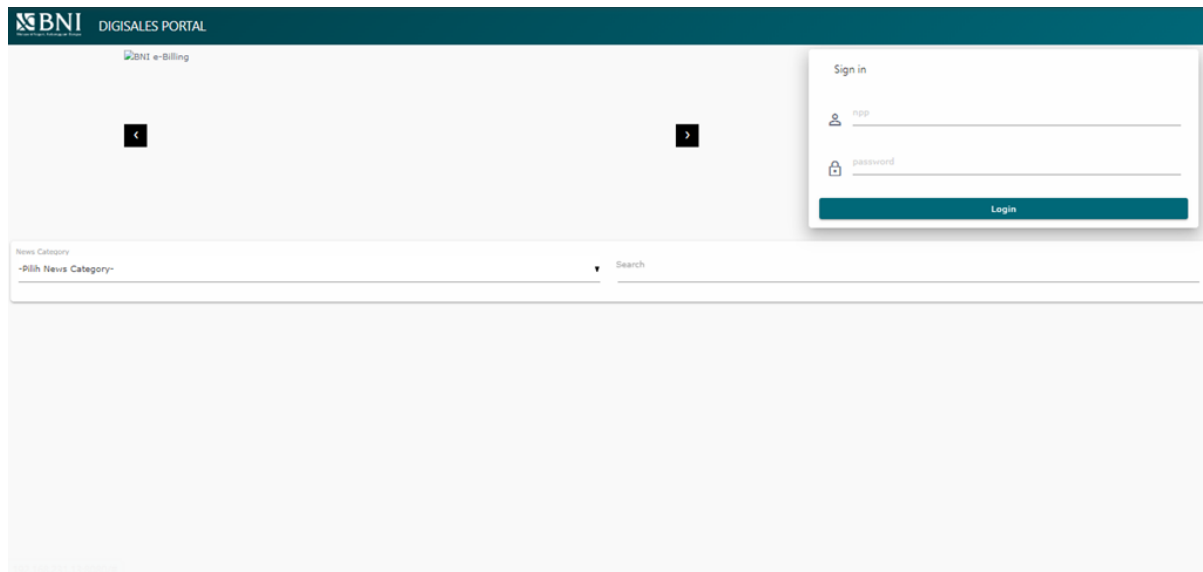 BNI DIGISALES PORTAL
BNI e-Billing
Sign in
npp
password
Login
News Category
-Pilih News Category-
Search